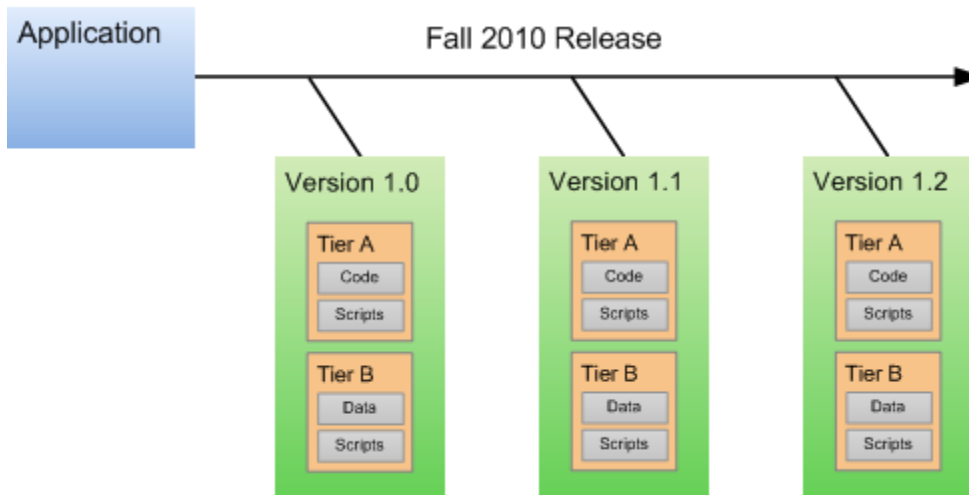 Application
Fall 2010 Release
Version 1.0
Tier A
Code
Scripts
Tier B
Data
Scripts
Version 1.1
Tier A
Code
Scripts
Tier B
Data
Scripts
Version 1.2
Tier A
Code
Scripts
Tier B
Data
Scripts